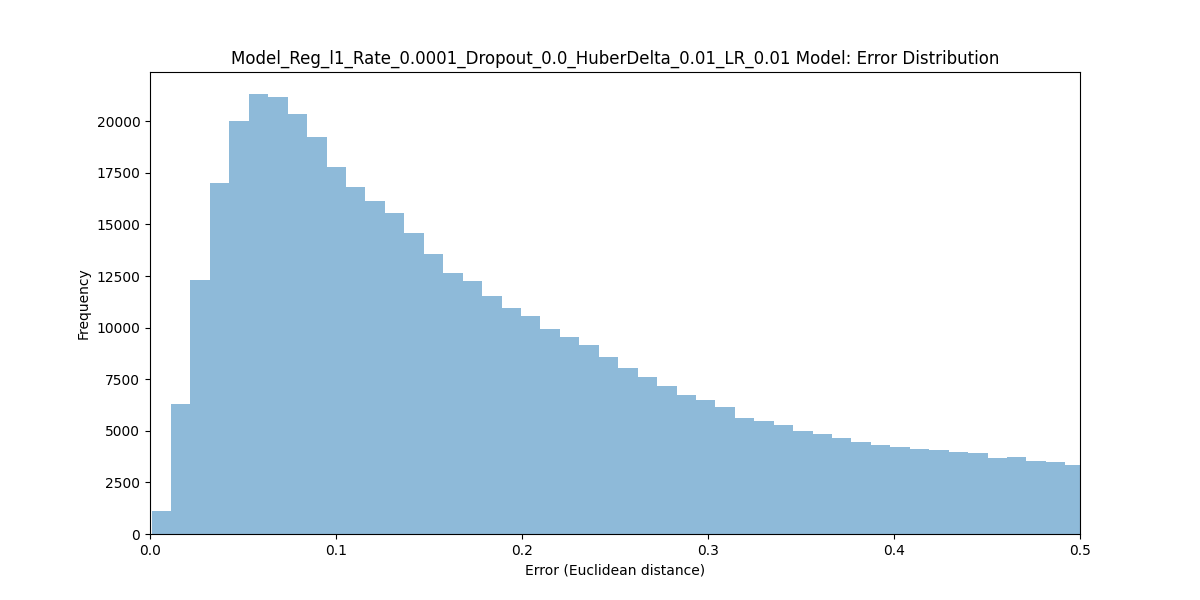 Model_Reg_l1_Rate_0.0001_Dropout_0.0_HuberDelta_0.01_LR_0.01 Model: Error Distribution
20000
17500
15000
12500
10000
7500
5000
2500
0
Frequency
0.0 0.1 0.2 0.3 0.4 0.5
Error (Euclidean distance)